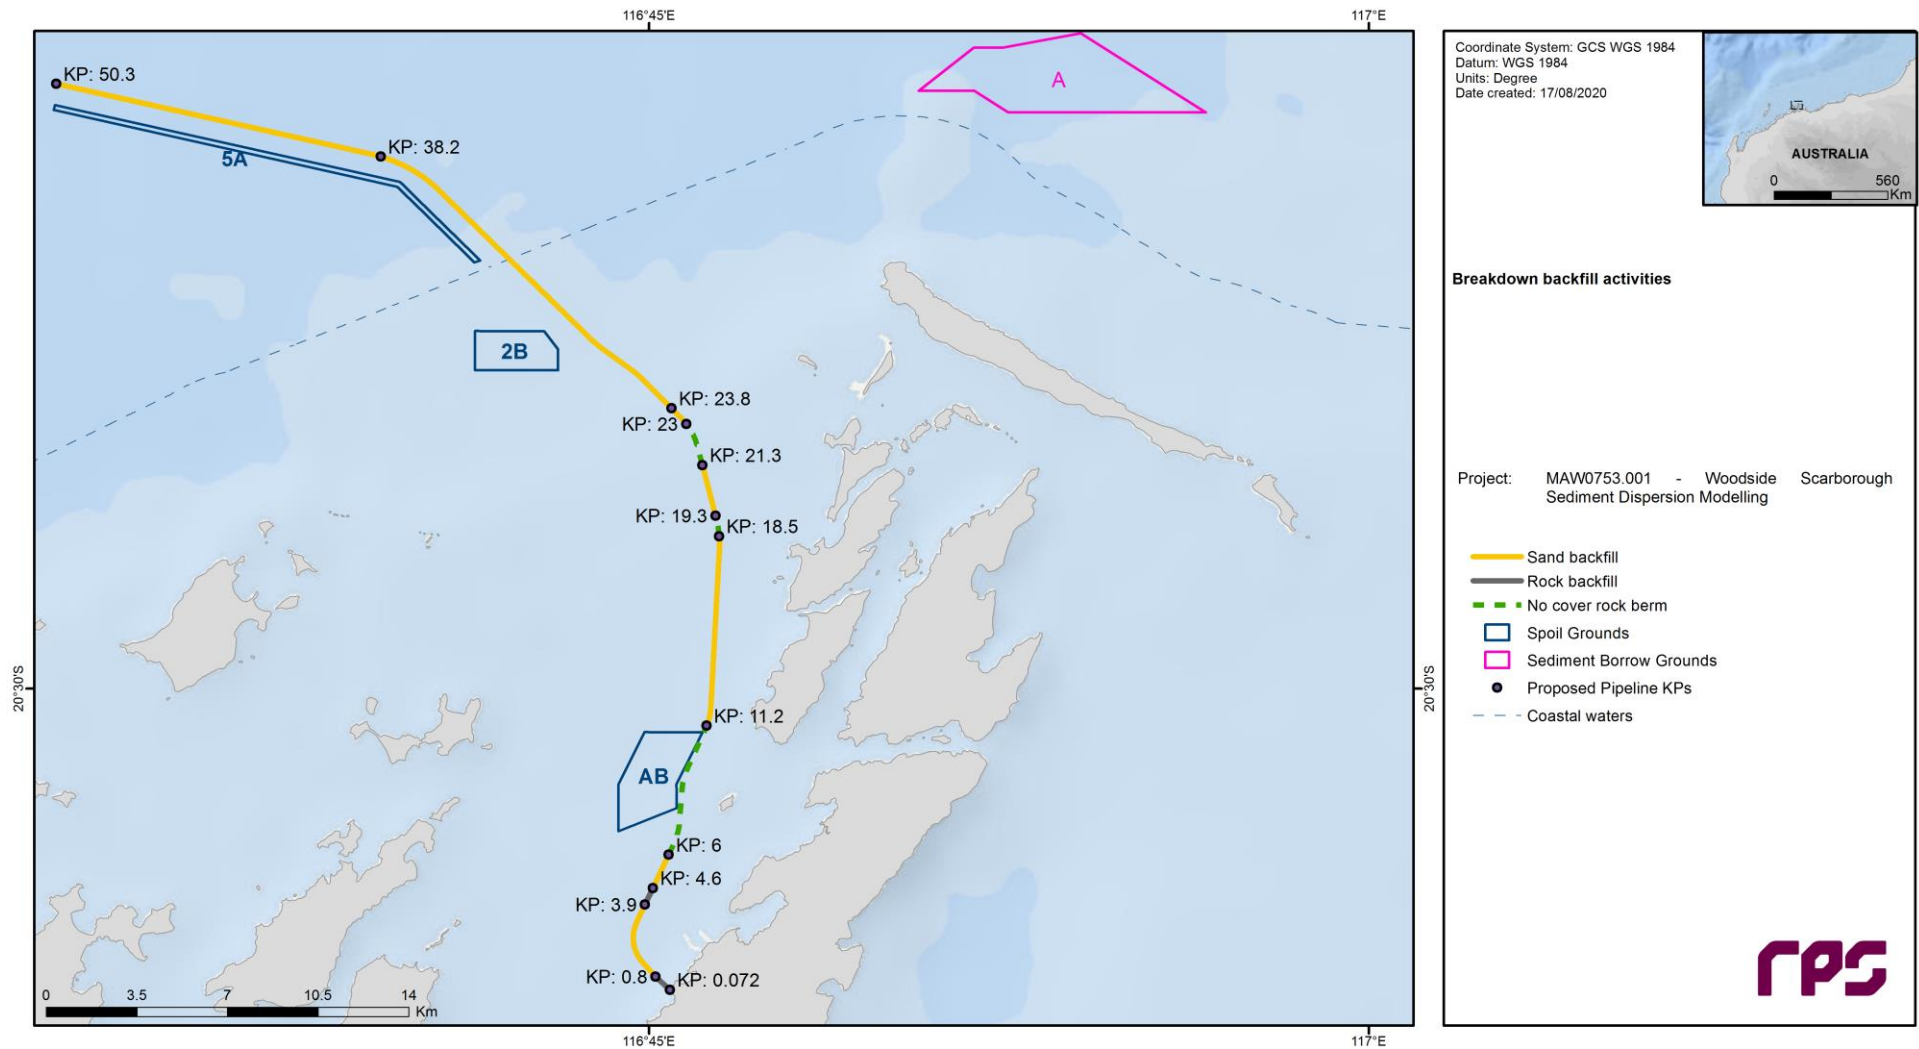 116°45'E
117°E
KP: 50.3
KP: 38.2
5A
A
2B
KP: 23.8
KP: 23
KP: 21.3
KP: 19.3
KP: 18.5
20°30'S
20°30'S
KP: 11.2
AB
KP: 6
KP: 4.6
KP: 3.9
KP: 0.8
KP: 0.072
0 3.5 7 10.5 14
Km
116°45'E
117°E
Coordinate System: GCS WGS 1984
Datum: WGS 1984
Units: Degree
Date created: 17/08/2020
AUSTRALIA
0 560
Km
Breakdown backfill activities
Project: MAW0753.001 - Woodside Scarborough
Sediment Dispersion Modelling
Sand backfill
Rock backfill
No cover rock berm
Spoil Grounds
Sediment Borrow Grounds
Proposed Pipeline KPs
Coastal waters
rps